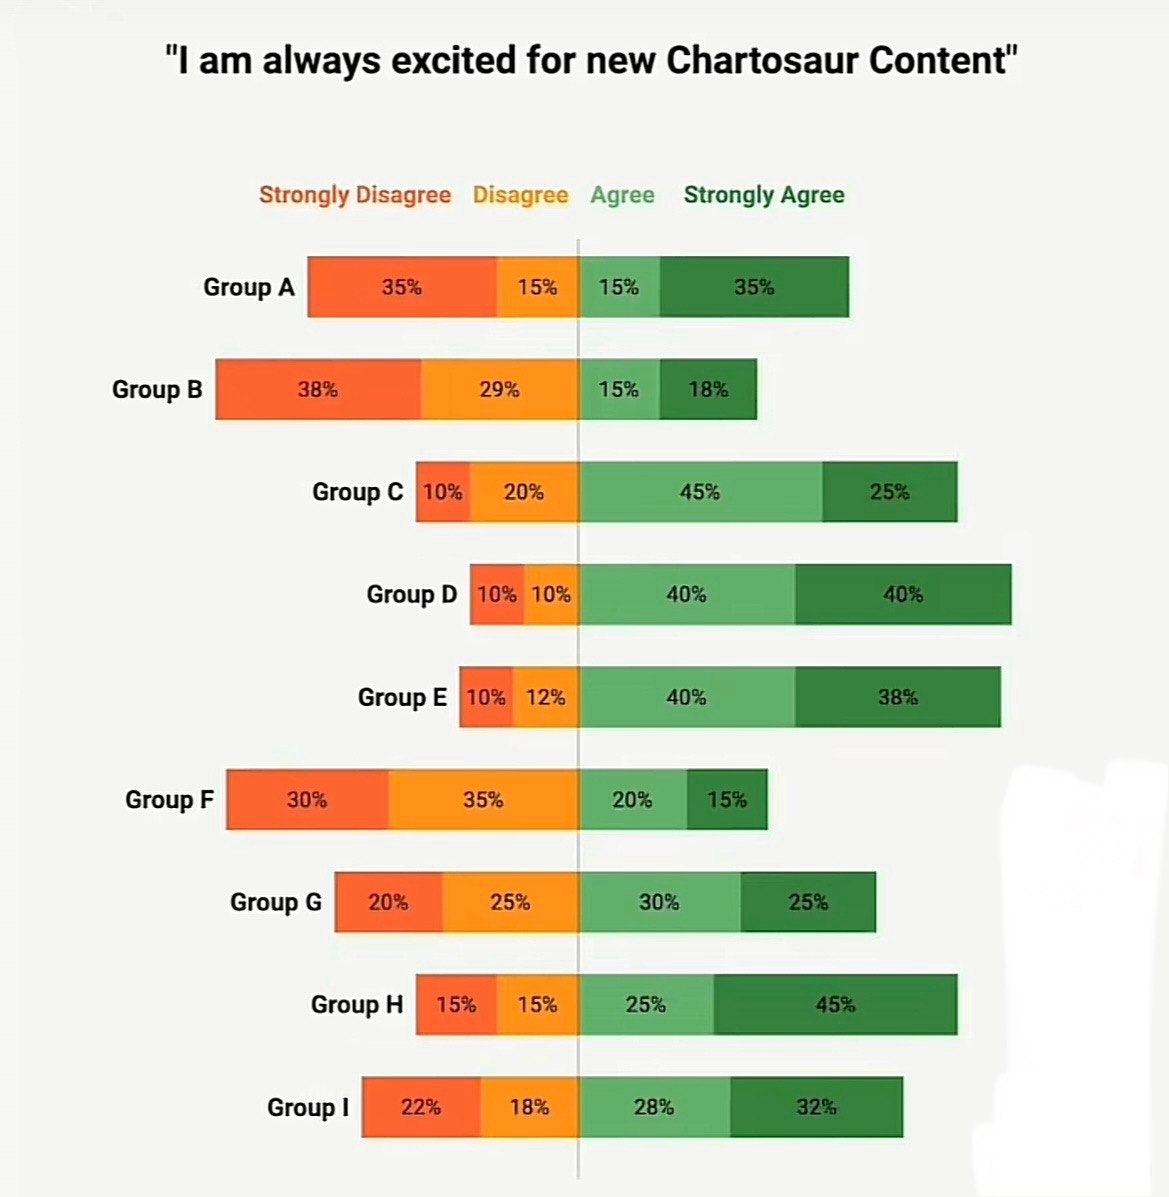 "I am always excited for new Chartosaur Content"
Strongly Disagree Disagree Agree Strongly Agree
Group A 35% 15% 15% 35%
Group B 38% 29% 15% 18%
Group C 10% 20% 45% 25%
Group D 10% 10% 40% 40%
Group E 10% 12% 40% 38%
Group F 30% 35% 20% 15%
Group G 20% 25% 30% 25%
Group H 15% 15% 25% 45%
Group I 22% 18% 28% 32%